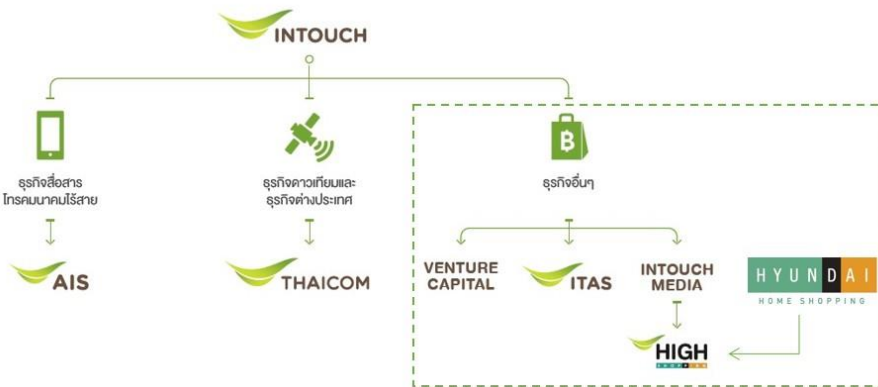 INTOUCH
ธุรกิจสื่อสาร
โทรคมนาคมไร้สาย
AIS
ธุรกิจดาวเทียมและ
ธุรกิจต่างประเทศ
THAICOM
฿
ธุรกิจอื่นๆ
VENTURE
CAPITAL
ITAS
INTOUCH
MEDIA
HIGH
SHOPPING
HYUNDAI
HOME SHOPPING